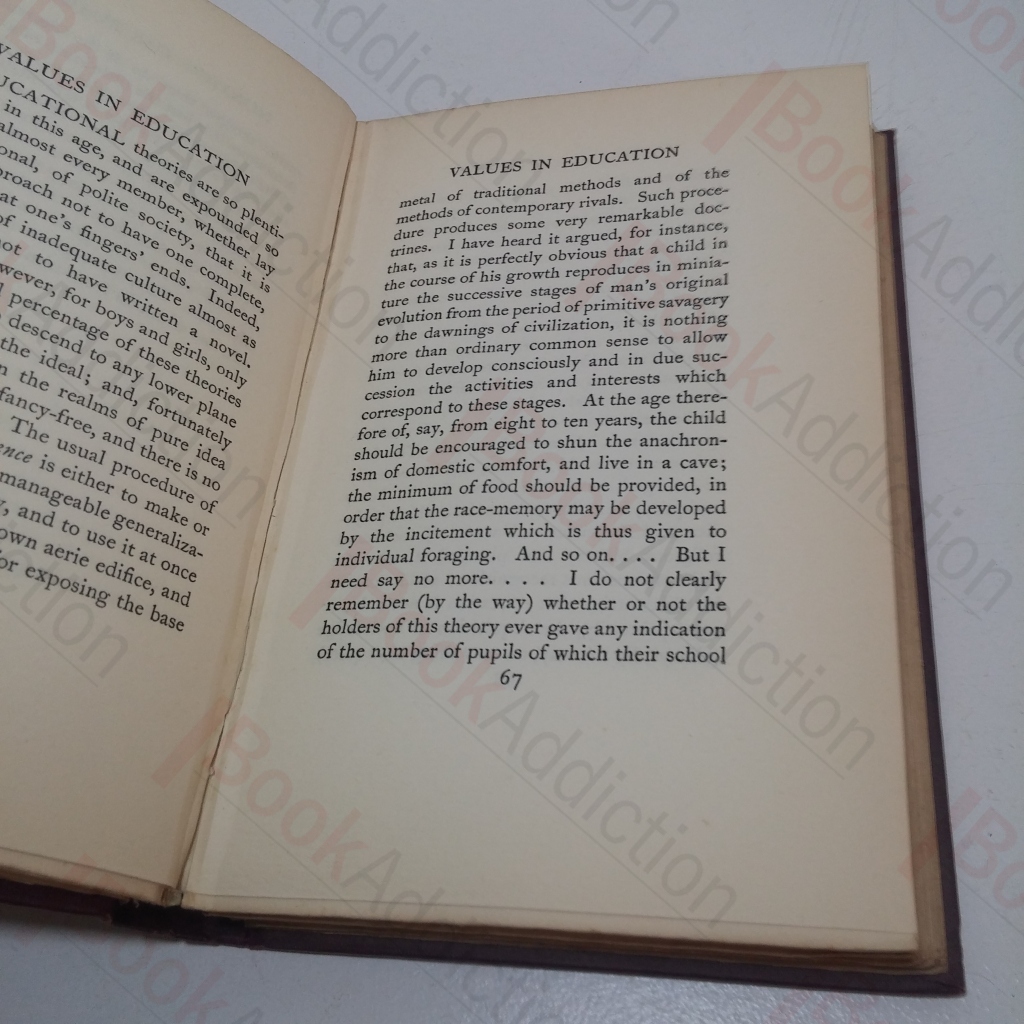 VALUES IN EDUCATION
UCATIONAL theories are so plenti-
in this age, and are expounded so
almost every member, whether lay
onal, of polite society, that it is
proach not to have one complete,
at one's fingers' ends. Indeed,
of inadequate culture almost as
not to have written a novel.
wever, for boys and girls, only
percentage of these theories
descend to any lower plane
the ideal; and, fortunately
n the realms of pure idea
fancy-free, and there is no
The usual procedure of
ence is either to make or
manageable generaliza-
, and to use it at once
own aerie edifice, and
or exposing the base
VALUES IN EDUCATION
metal of traditional methods and of the
methods of contemporary rivals. Such proce-
dure produces some very remarkable doc-
trines. I have heard it argued, for instance,
that, as it is perfectly obvious that a child in
the course of his growth reproduces in minia-
ture the successive stages of man's original
evolution from the period of primitive savagery
to the dawnings of civilization, it is nothing
more than ordinary common sense to allow
him to develop consciously and in due suc-
cession the activities and interests which
correspond to these stages. At the age there-
fore of, say, from eight to ten years, the child
should be encouraged to shun the anachron-
ism of domestic comfort, and live in a cave;
the minimum of food should be provided, in
order that the race-memory may be developed
by the incitement which is thus given to
individual foraging. And so on. . . . But I
need say no more. . . . I do not clearly
remember (by the way) whether or not the
holders of this theory ever gave any indication
of the number of pupils of which their school
67